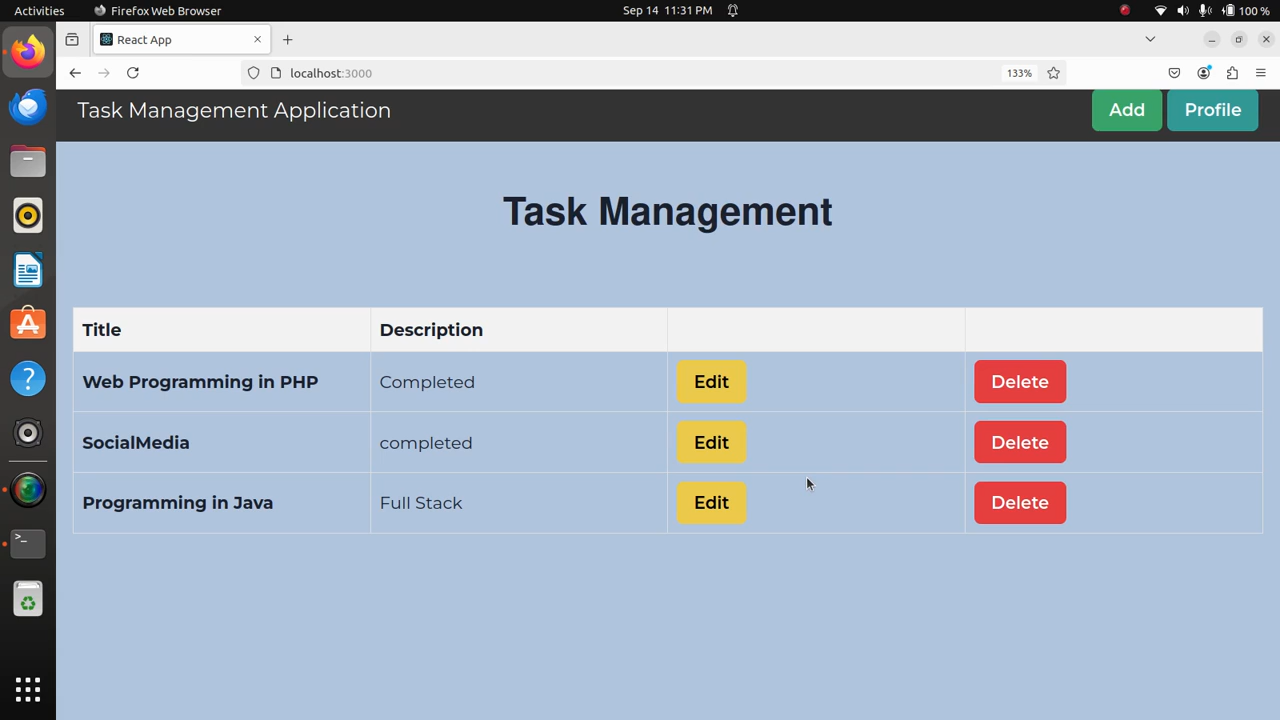 Activities Firefox Web Browser Sep 14 11:31 PM 100 %
React App
localhost:3000 133%
Task Management Application Add Profile
Task Management
Title Description
Web Programming in PHP Completed Edit Delete
SocialMedia completed Edit Delete
Programming in Java Full Stack Edit Delete